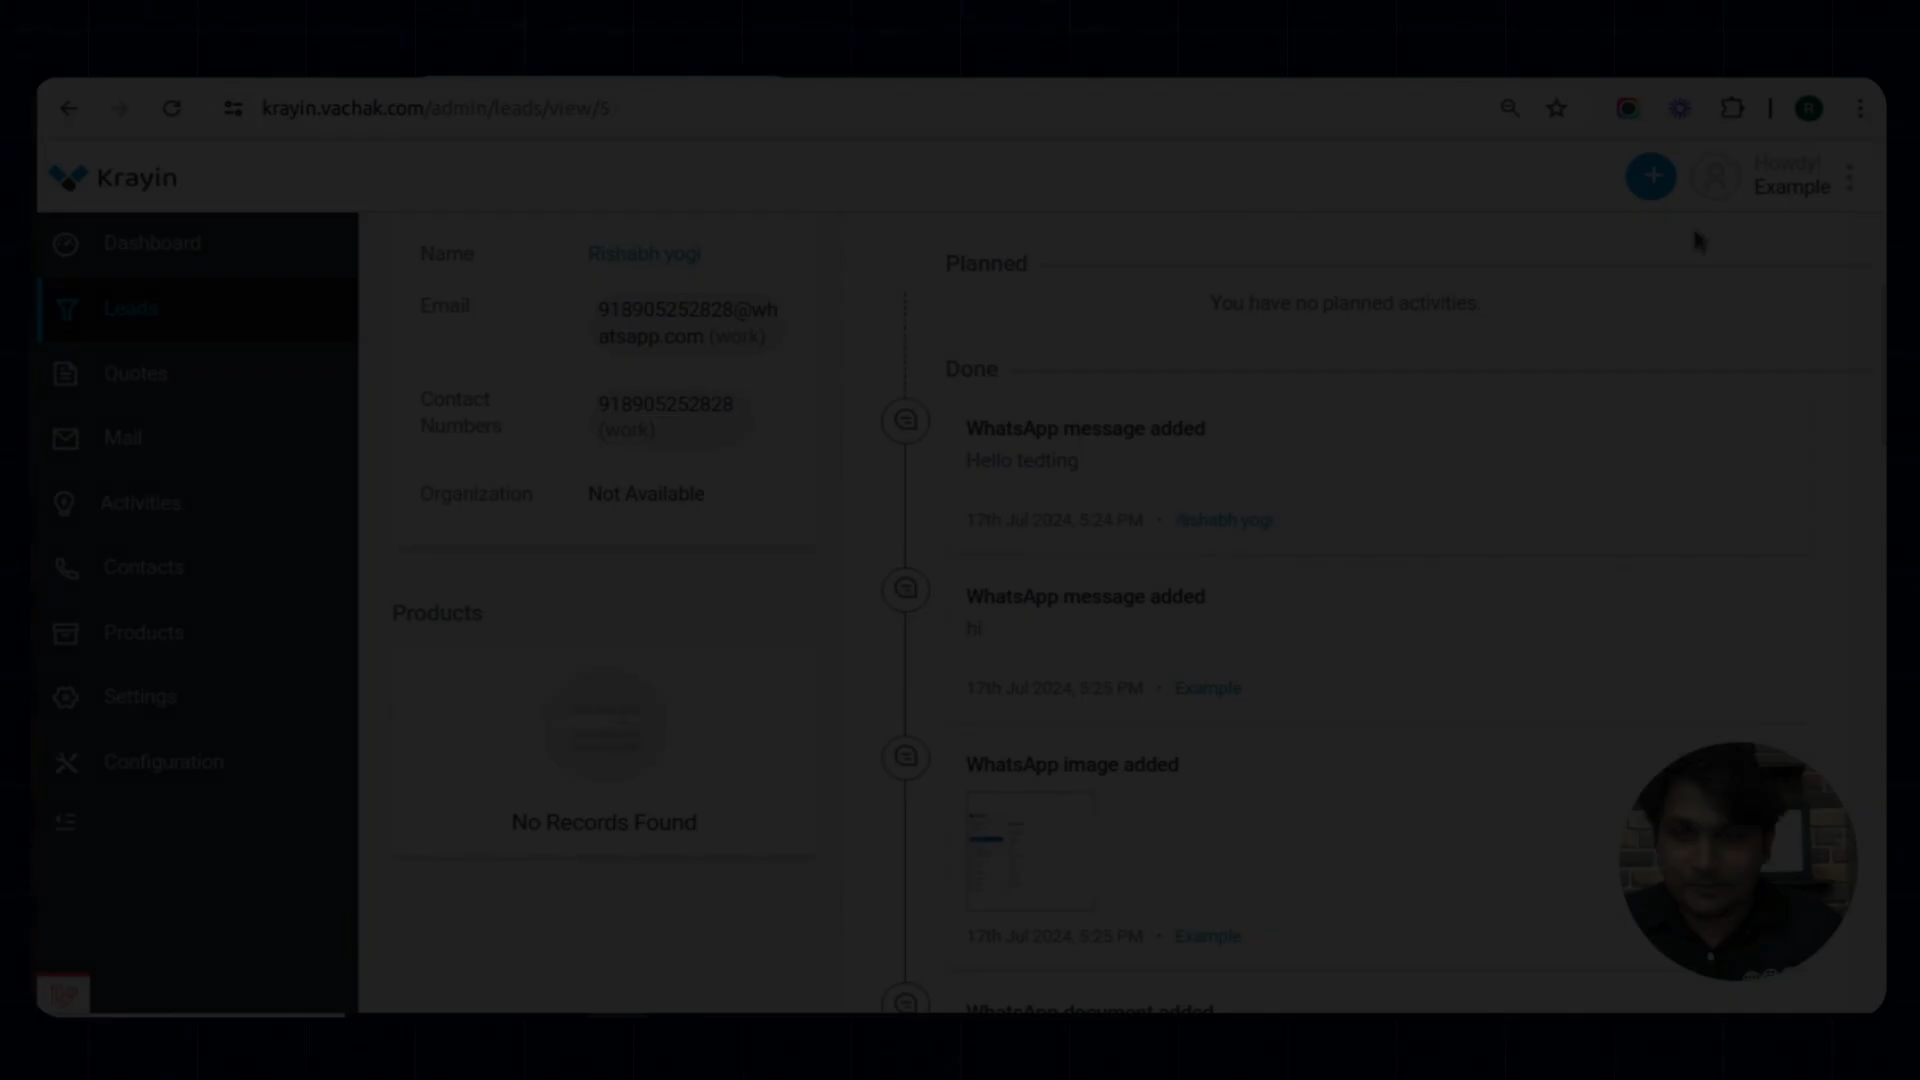 krayin.vachak.com/admin/leads/view/5
R
Krayin
Howdy!
Example
Dashboard
Leads
Quotes
Mail
Activities
Contacts
Products
Settings
Configuration
Name
Rishabh yogi
Email
918905252828@wh
atsapp.com (work)
Contact
Numbers
918905252828
(work)
Organization
Not Available
Products
No Records Found
Planned
You have no planned activities.
Done
WhatsApp message added
Hello tedting
17th Jul 2024, 5:24 PM · Rishabh yogi
WhatsApp message added
hi
17th Jul 2024, 5:25 PM · Example
WhatsApp image added
17th Jul 2024, 5:25 PM · Example
WhatsApp document added